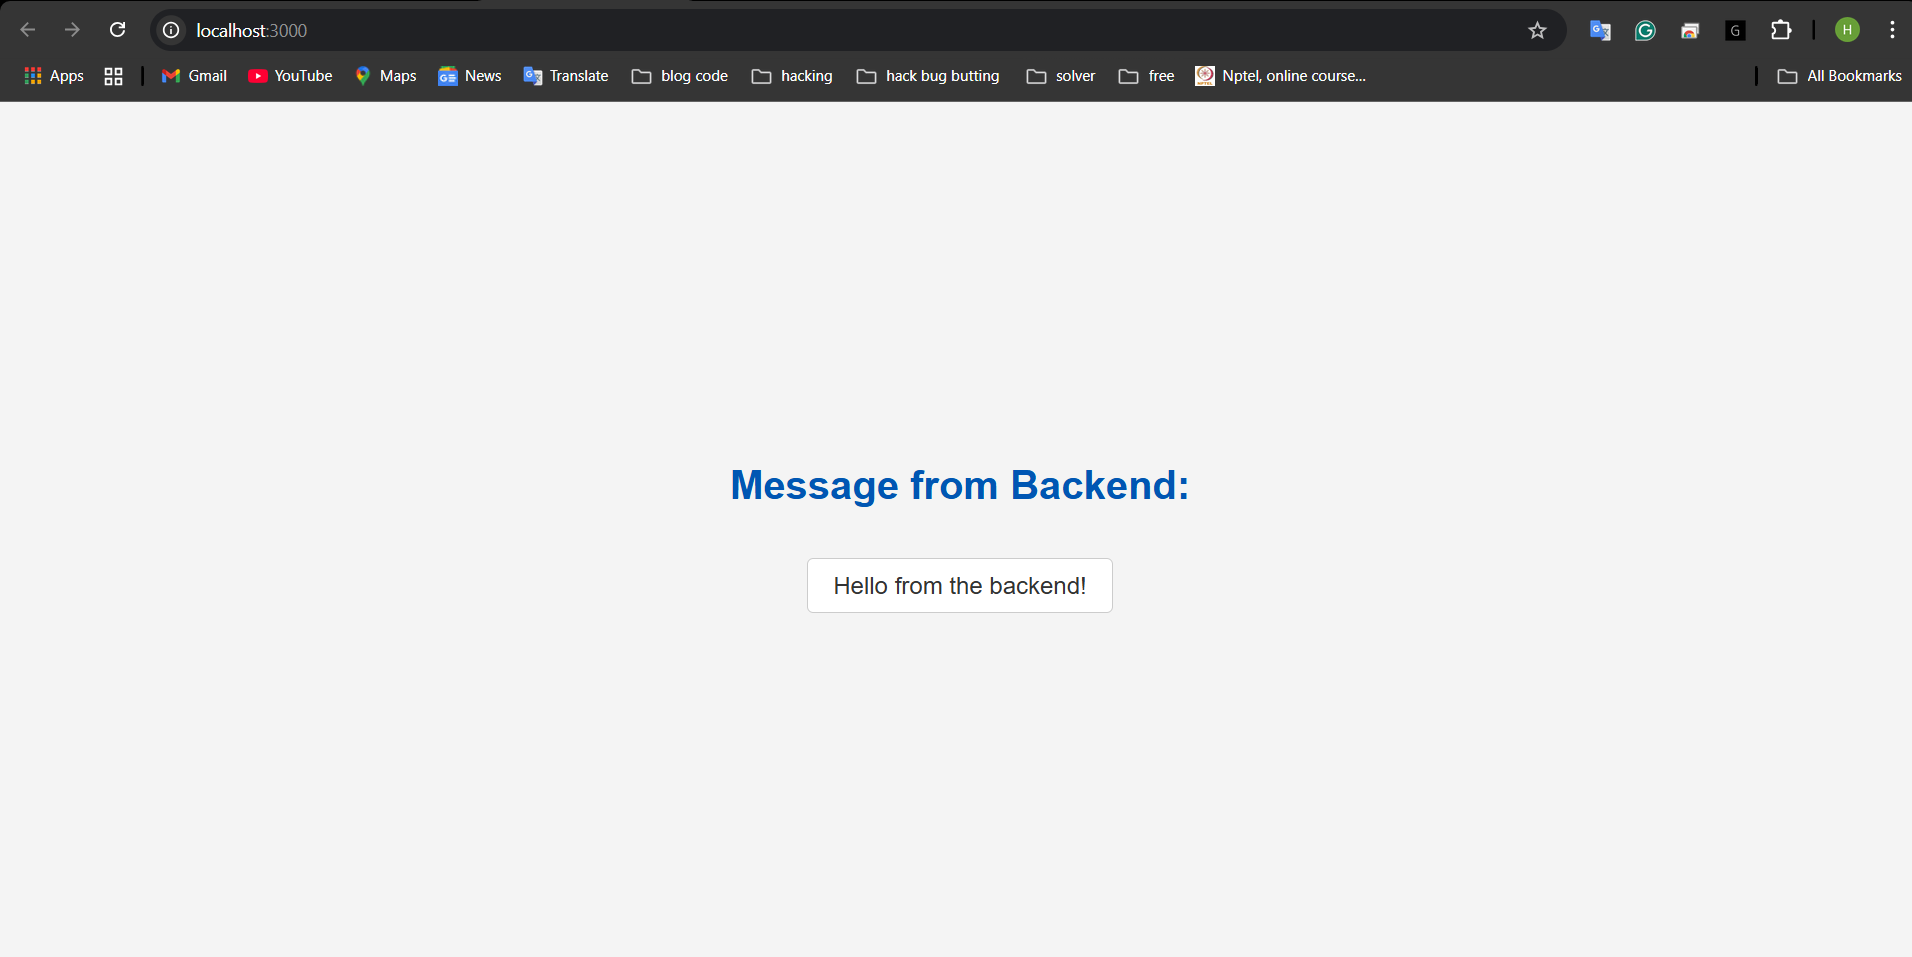 localhost:3000
G
H
Apps Gmail YouTube Maps News Translate blog code hacking hack bug butting solver free Nptel, online course... All Bookmarks
Message from Backend:
Hello from the backend!